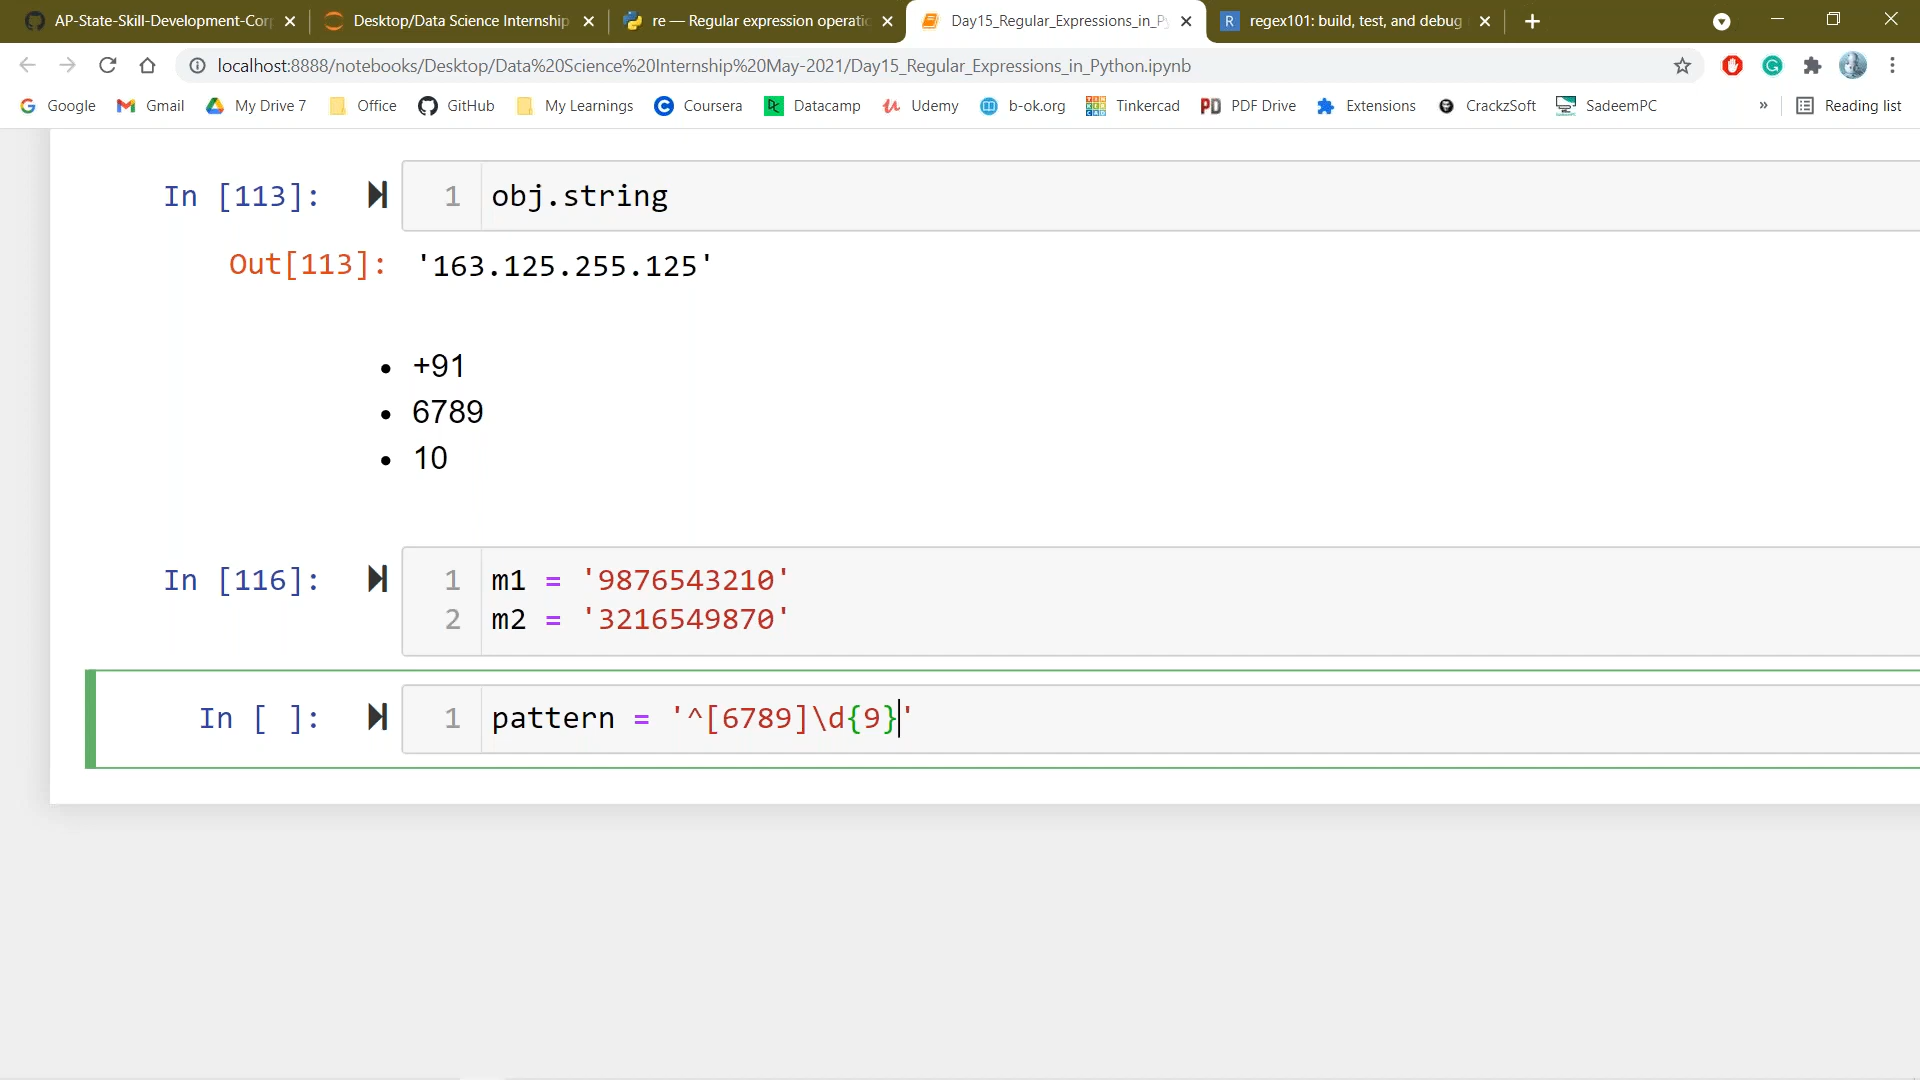 AP-State-Skill-Development-Corp
Desktop/Data Science Internship
re — Regular expression operatic
Day15_Regular_Expressions_in_Py
regex101: build, test, and debug
localhost:8888/notebooks/Desktop/Data%20Science%20Internship%20May-2021/Day15_Regular_Expressions_in_Python.ipynb
Google Gmail My Drive 7 Office GitHub My Learnings Coursera Datacamp Udemy b-ok.org Tinkercad PDF Drive Extensions CrackzSoft SadeemPC » Reading list
In [113]: 1 obj.string
Out[113]: '163.125.255.125'
• +91
• 6789
• 10
In [116]: 1 m1 = '9876543210'
2 m2 = '3216549870'
In [ ]: 1 pattern = '^[6789]\d{9}'